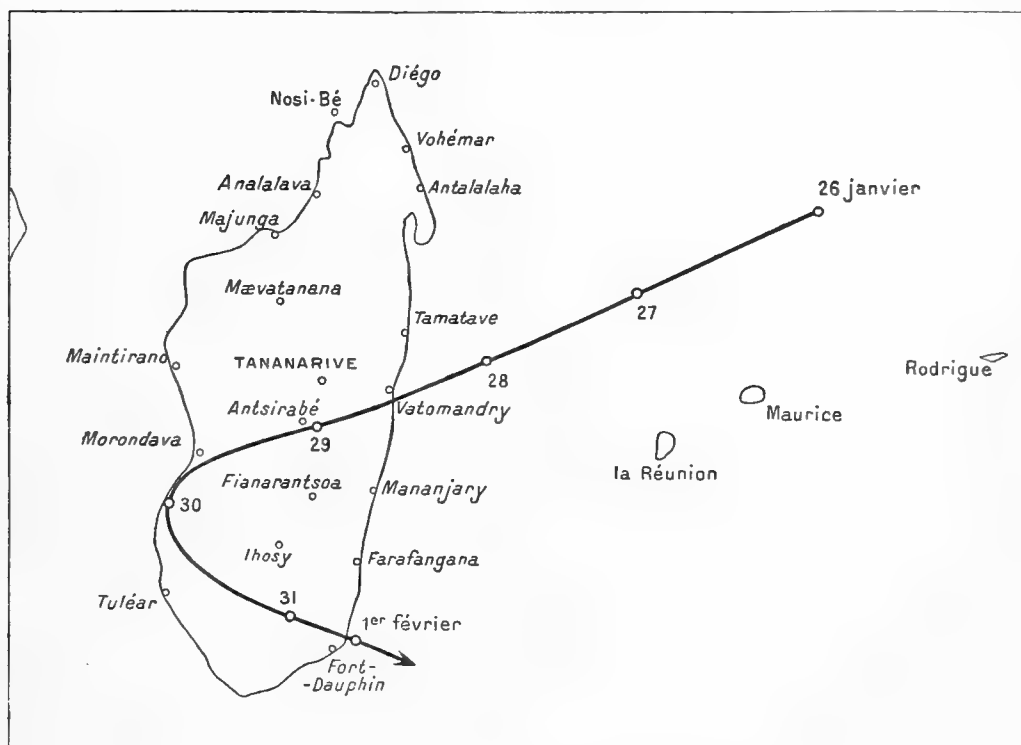 Diégo
Nosi-Bé
Vohémar
Analalava
Antalalaha
26 janvier
Majunga
Mævatanana
27
Tamatave
Maintirano
TANANARIVE
28
Rodrigue
Antsirabé
Vatomandry
Maurice
29
Morondava
la Réunion
Fianarantsoa
Mananjary
30
Ihosy
Farafangana
Tuléar
31
1er février
Fort-
-Dauphin